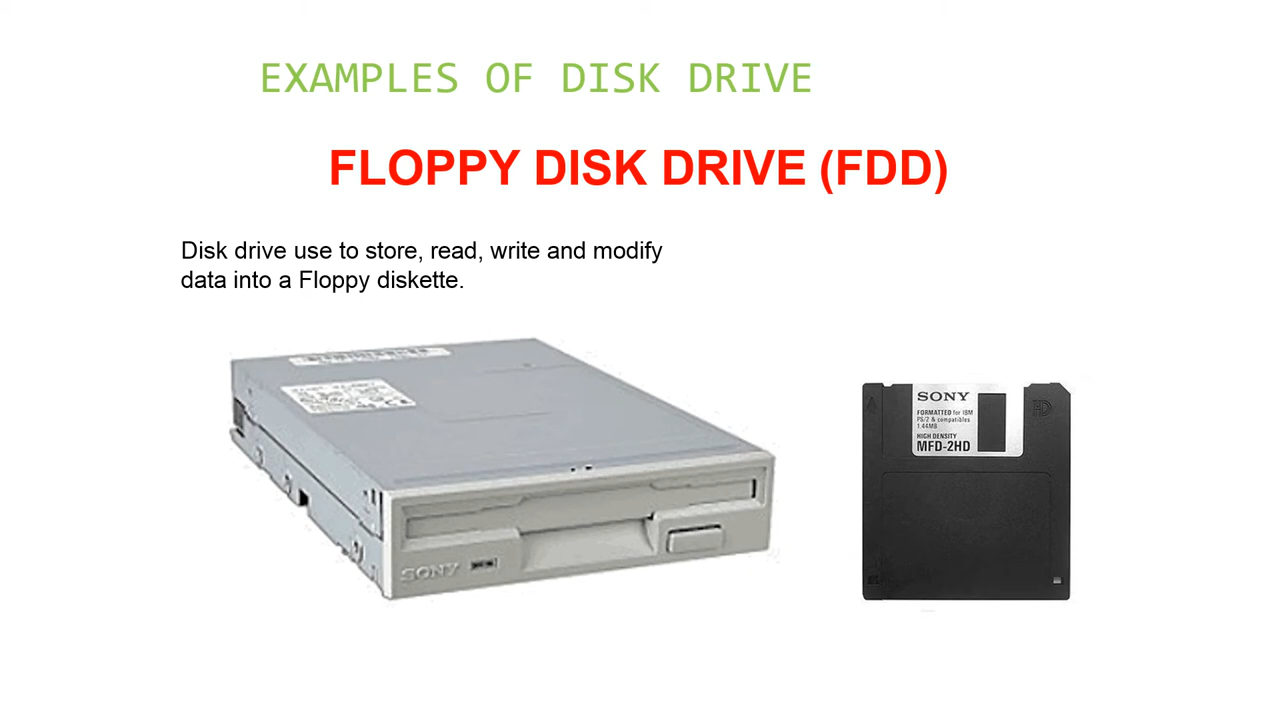 EXAMPLES OF DISK DRIVE
FLOPPY DISK DRIVE (FDD)
Disk drive use to store, read, write and modify
data into a Floppy diskette.
SONY
SONY
FORMATTED for IBM
PS/2 & compatibles
1.44MB
HIGH DENSITY
MFD-2HD